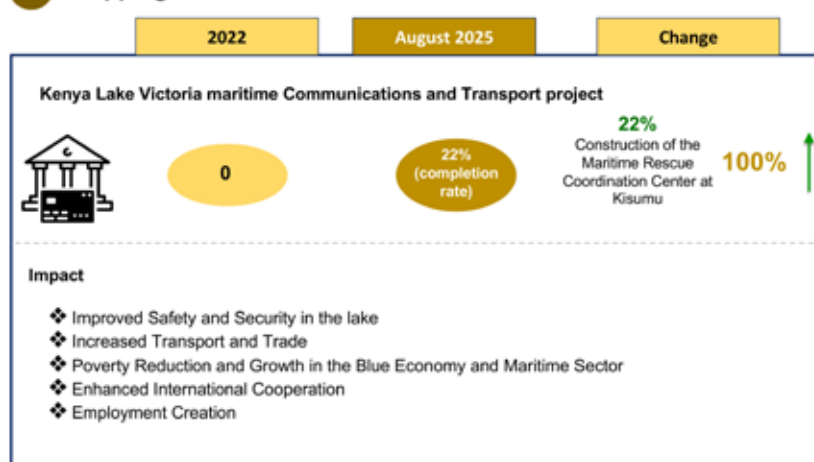 2022
August 2025
Change
Kenya Lake Victoria maritime Communications and Transport project
0
22%
(completion
rate)
22%
Construction of the
Maritime Rescue
Coordination Center at
Kisumu
100%
Impact
❖ Improved Safety and Security in the lake
❖ Increased Transport and Trade
❖ Poverty Reduction and Growth in the Blue Economy and Maritime Sector
❖ Enhanced International Cooperation
❖ Employment Creation